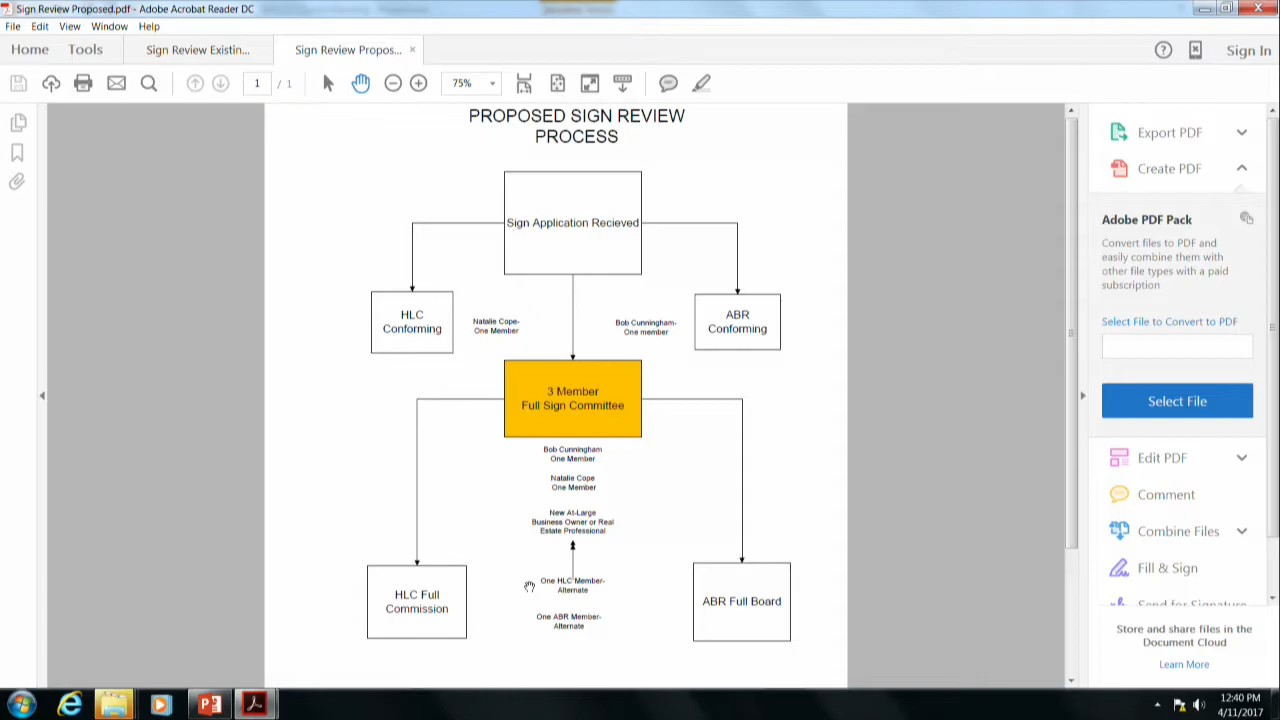 Sign Review Proposed.pdf - Adobe Acrobat Reader DC
File Edit View Window Help
Home Tools Sign Review Existin... Sign Review Propos... × Sign In
1 / 1 75%
PROPOSED SIGN REVIEW
PROCESS
Sign Application Recieved
HLC
Conforming
Natalie Cope-
One Member
Bob Cunningham-
One member
ABR
Conforming
3 Member
Full Sign Committee
Bob Cunningham
One Member
Natalie Cope
One Member
New At-Large
Business Owner or Real
Estate Professional
One HLC Member-
Alternate
One ABR Member-
Alternate
HLC Full
Commission
ABR Full Board
Export PDF
Create PDF
Adobe PDF Pack
Convert files to PDF and
easily combine them with
other file types with a paid
subscription
Select File to Convert to PDF
Select File
Edit PDF
Comment
Combine Files
Fill & Sign
Send for Signature
Store and share files in the
Document Cloud
Learn More
12:40 PM
4/11/2017